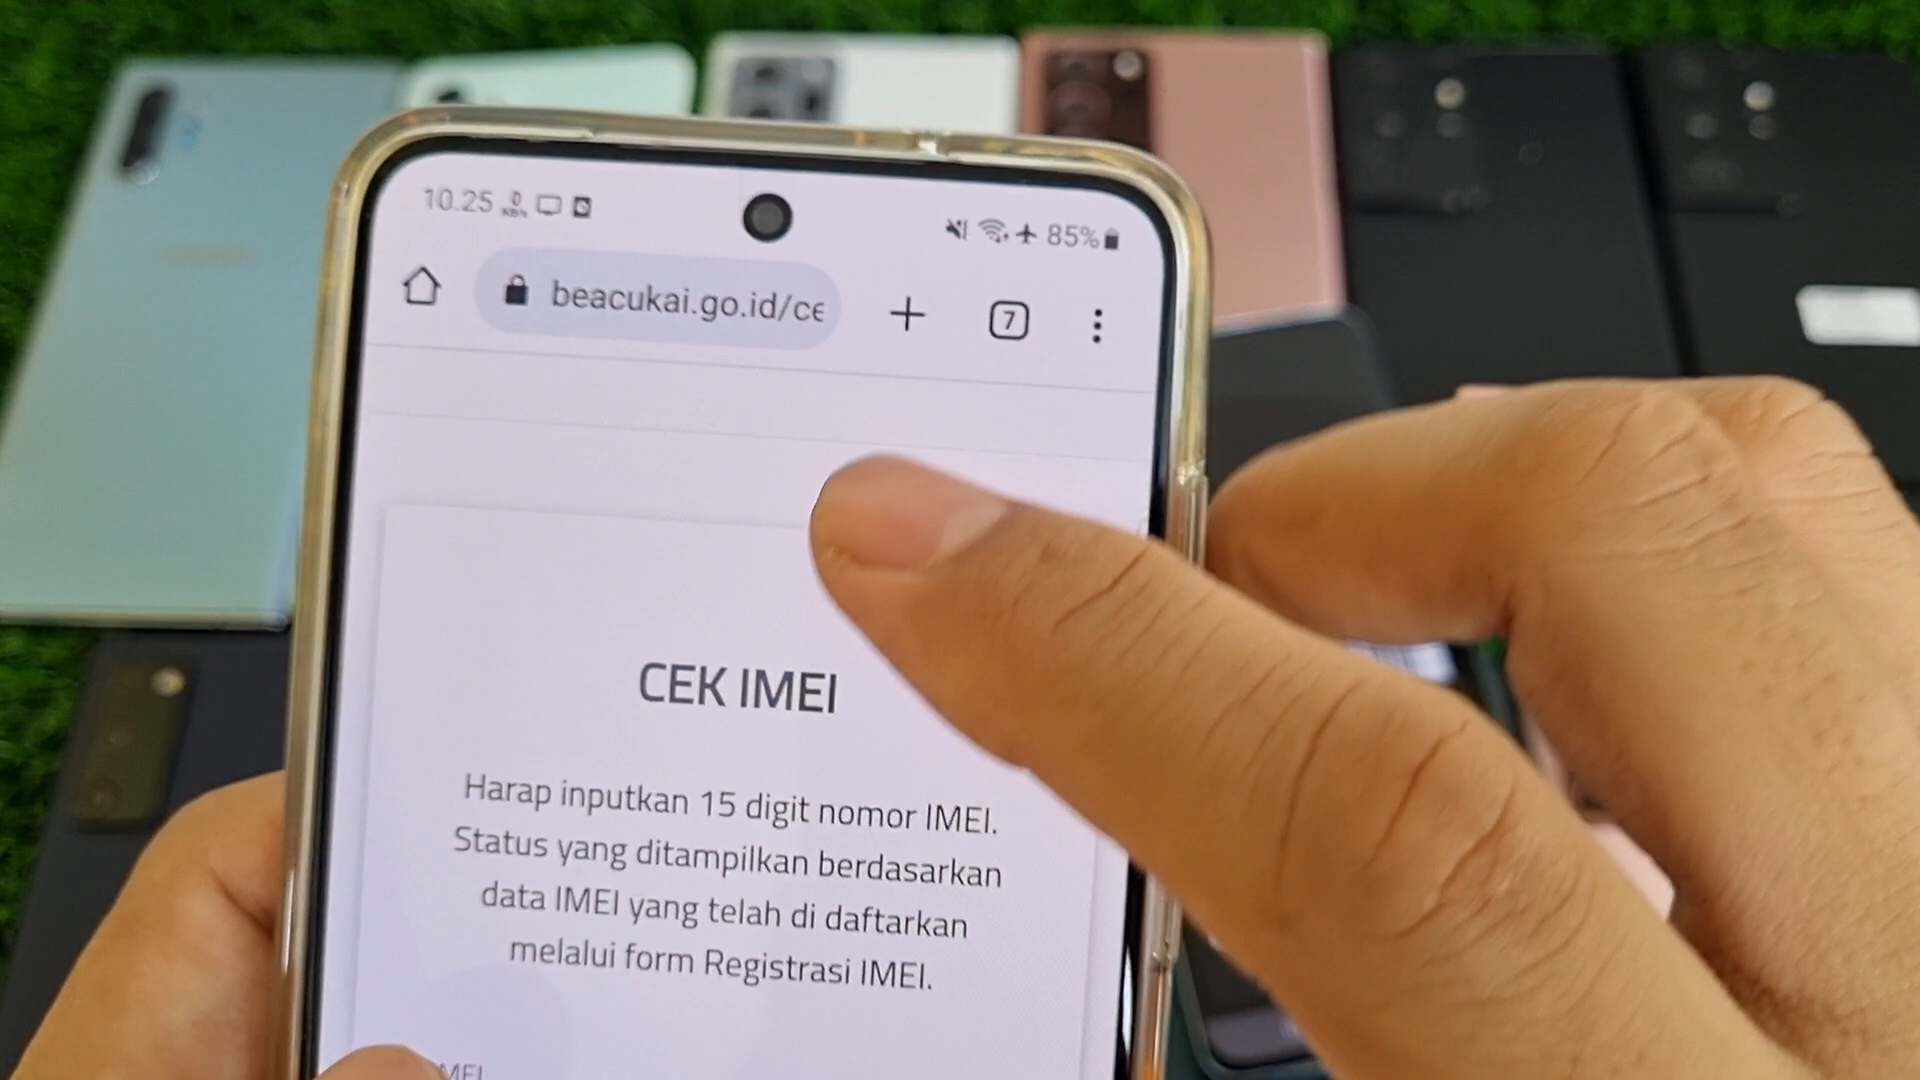 10.25
85%
beacukai.go.id/ce
7
CEK IMEI
Harap inputkan 15 digit nomor IMEI.
Status yang ditampilkan berdasarkan
data IMEI yang telah di daftarkan
melalui form Registrasi IMEI.